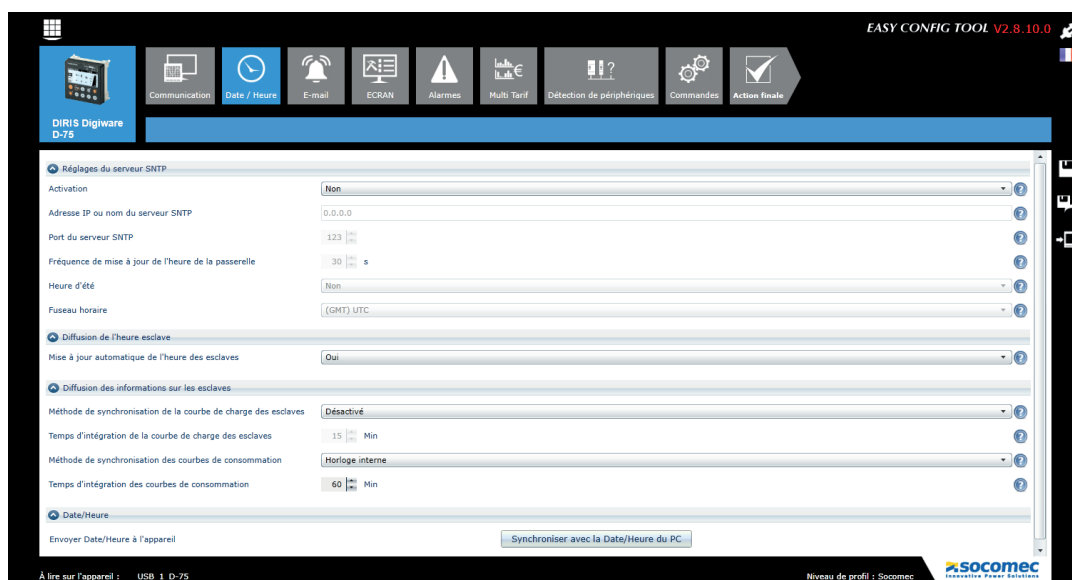 EASY CONFIG TOOL V2.8.10.0
Communication
Date / Heure
E-mail
ECRAN
Alarmes
Multi Tarif
Détection de périphériques
Commandes
Action finale
DIRIS Digiware
D-75
Réglages du serveur SNTP
Activation Non
Adresse IP ou nom du serveur SNTP 0.0.0.0
Port du serveur SNTP 123
Fréquence de mise à jour de l'heure de la passerelle 30 s
Heure d'été Non
Fuseau horaire (GMT) UTC
Diffusion de l'heure esclave
Mise à jour automatique de l'heure des esclaves Oui
Diffusion des informations sur les esclaves
Méthode de synchronisation de la courbe de charge des esclaves Désactivé
Temps d'intégration de la courbe de charge des esclaves 15 Min
Méthode de synchronisation des courbes de consommation Horloge interne
Temps d'intégration des courbes de consommation 60 Min
Date/Heure
Envoyer Date/Heure à l'appareil Synchroniser avec la Date/Heure du PC
À lire sur l'appareil : USB_1_D-75
Niveau de profil : Socomec
socomec
Innovative Power Solutions